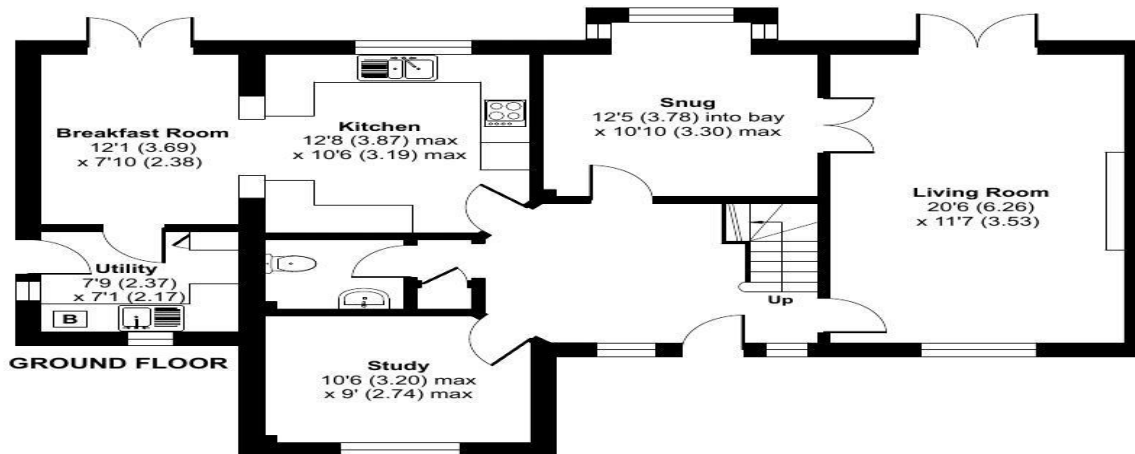 Breakfast Room
12'1 (3.69)
x 7'10 (2.38)
Kitchen
12'8 (3.87) max
x 10'6 (3.19) max
Snug
12'5 (3.78) into bay
x 10'10 (3.30) max
Living Room
20'6 (6.26)
x 11'7 (3.53)
Utility
7'9 (2.37)
x 7'1 (2.17)
B
Up
GROUND FLOOR
Study
10'6 (3.20) max
x 9' (2.74) max